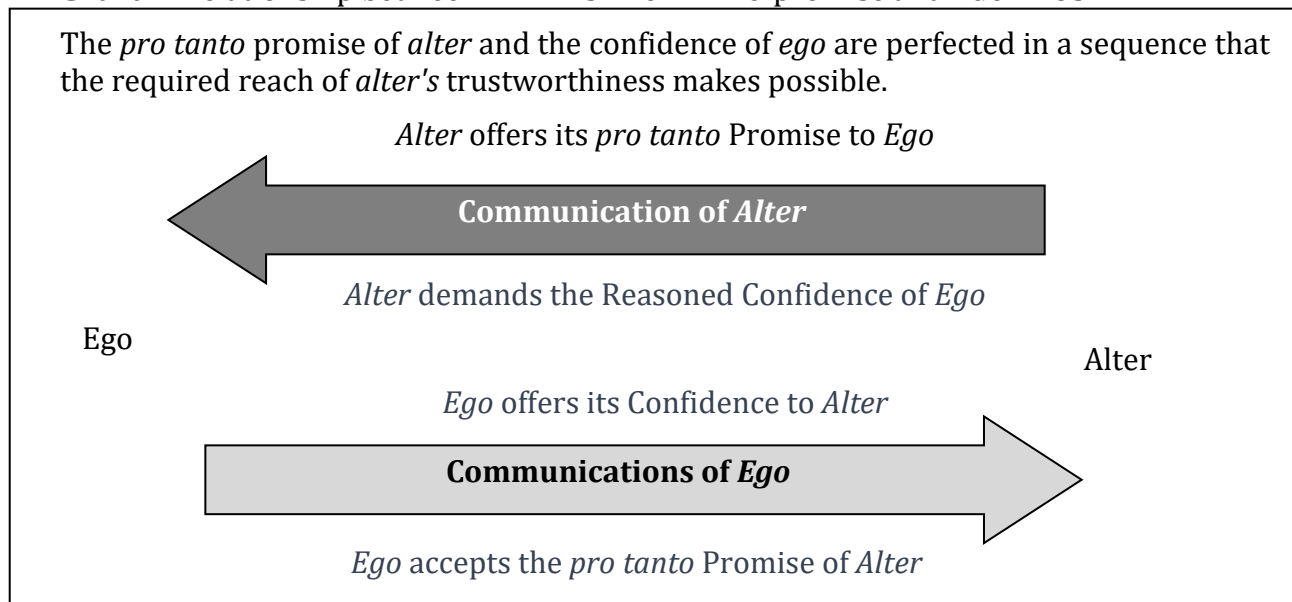 The pro tanto promise of alter and the confidence of ego are perfected in a sequence that
the required reach of alter's trustworthiness makes possible.
Alter offers its pro tanto Promise to Ego
Communication of Alter
Alter demands the Reasoned Confidence of Ego
Ego
Alter
Ego offers its Confidence to Alter
Communications of Ego
Ego accepts the pro tanto Promise of Alter